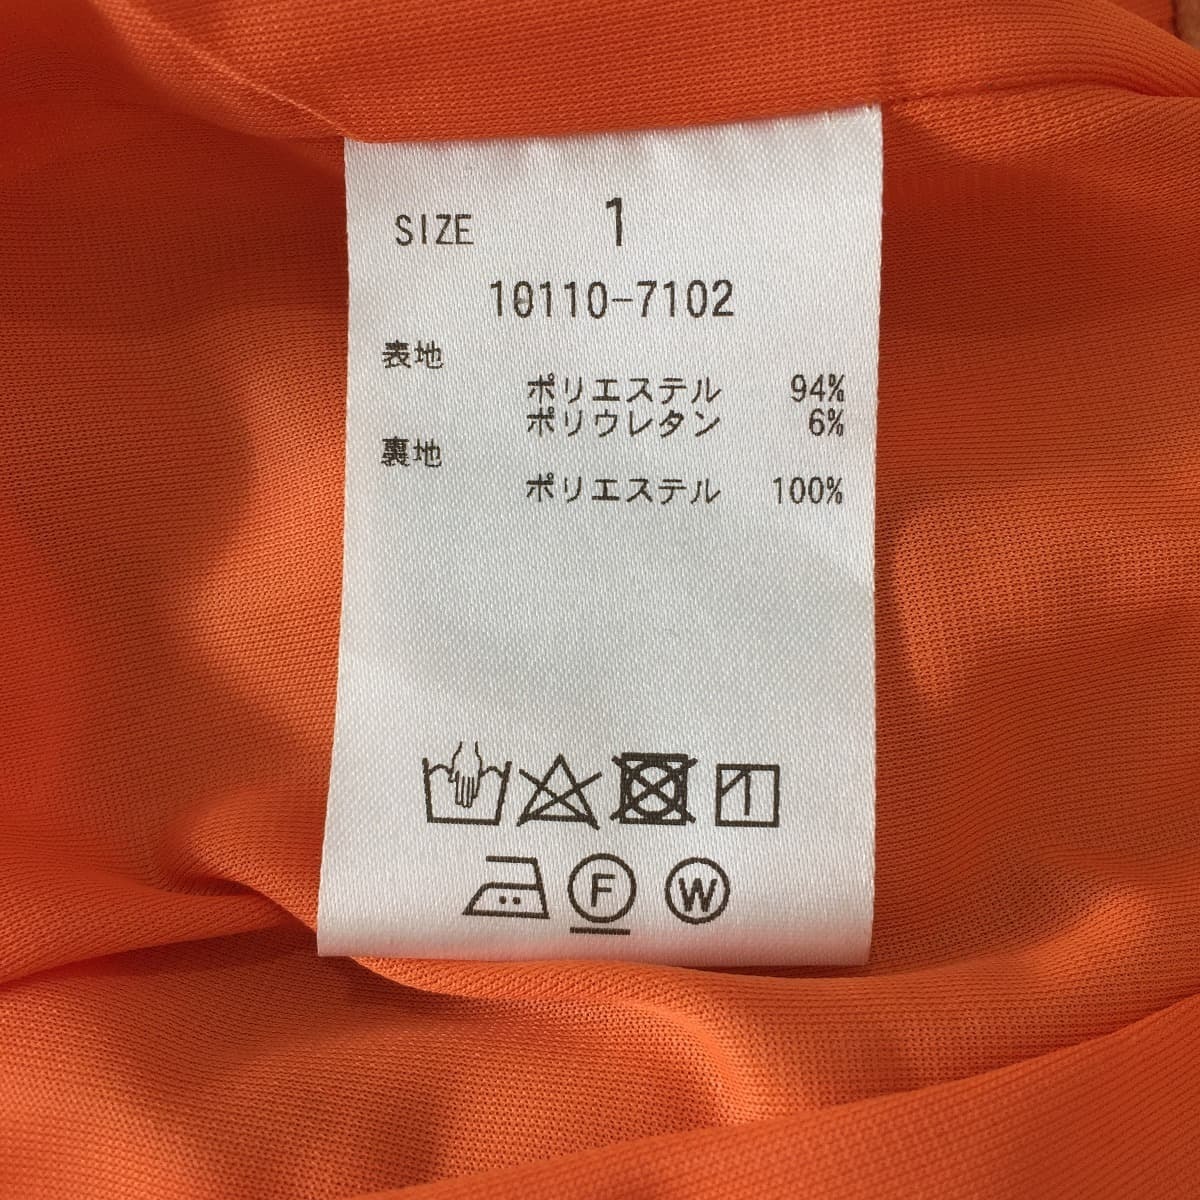 SIZE 1
10110-7102
表地
ポリエステル 94%
ポリウレタン 6%
裏地
ポリエステル 100%
F W